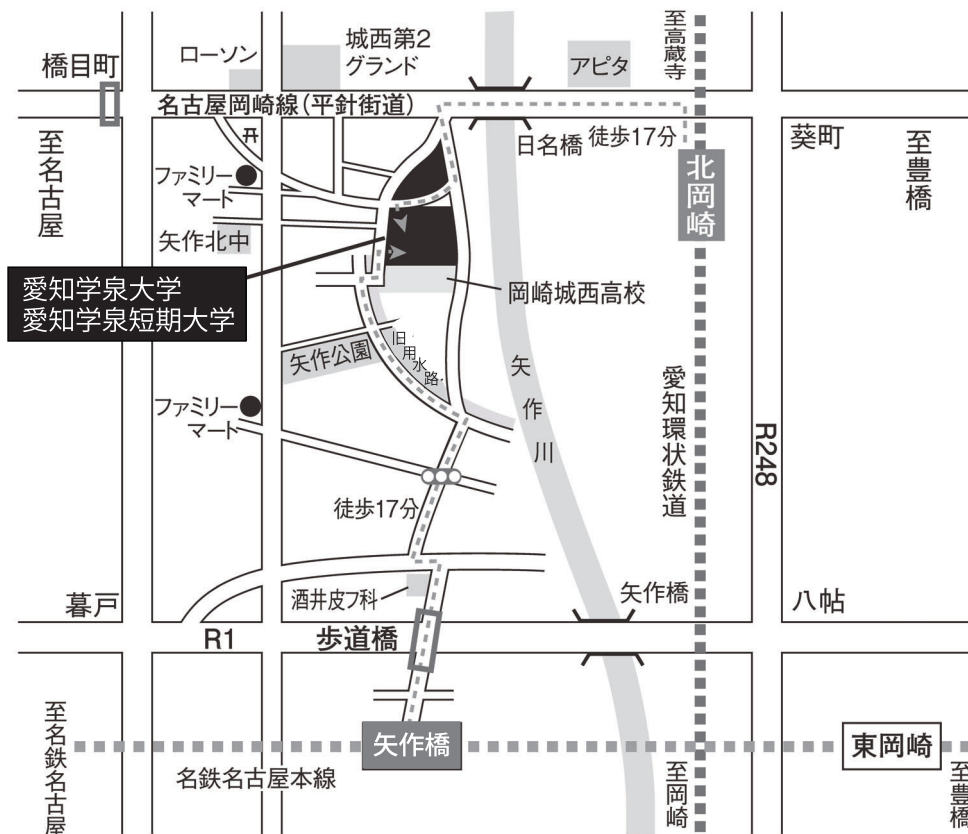 至高蔵寺
城西第2
グランド
ローソン
橋目町
アピタ
名古屋岡崎線(平針街道)
至名古屋
日名橋
徒歩17分
葵町
至豊橋
北岡崎
ファミリー
マート
矢作北中
愛知学泉大学
愛知学泉短期大学
岡崎城西高校
旧用水路
矢作公園
矢作川
愛知環状鉄道
R248
ファミリー
マート
徒歩17分
酒井皮フ科
矢作橋
暮戸
八帖
R1
歩道橋
至名鉄名古屋
矢作橋
東岡崎
名鉄名古屋本線
至岡崎
至豊橋